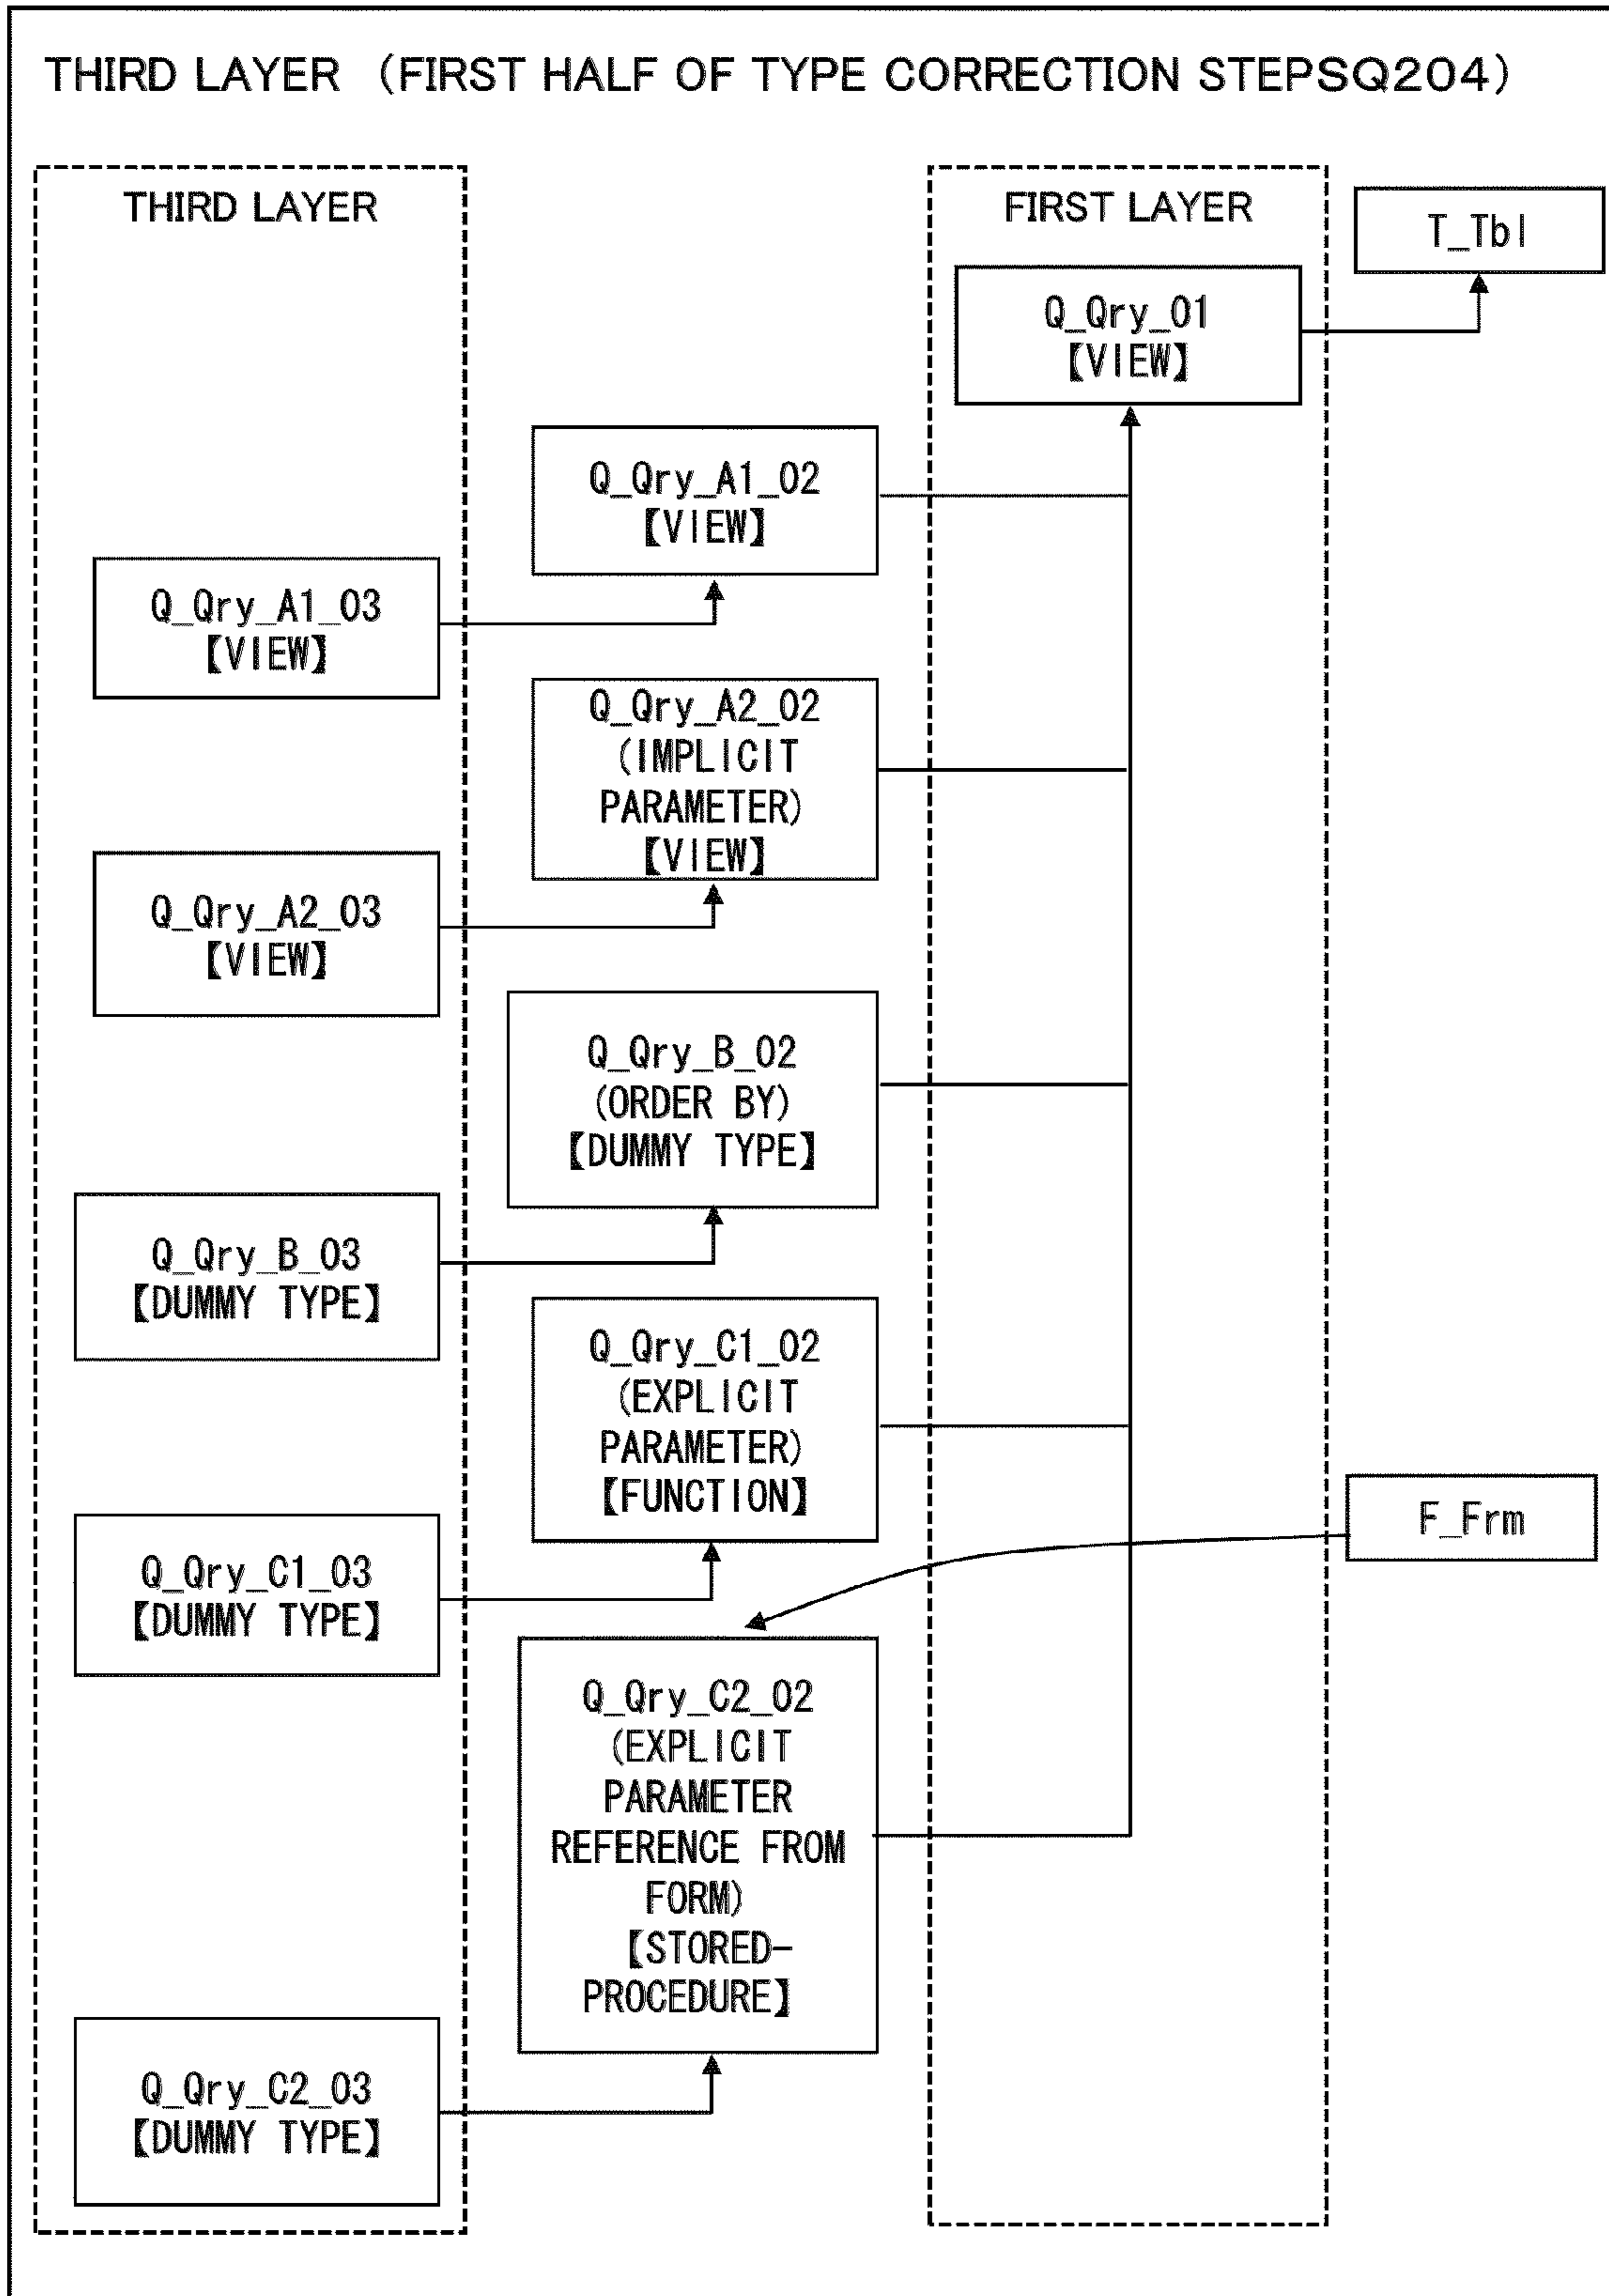 THIRD LAYER (FIRST HALF OF TYPE CORRECTION STEPSQ204)
THIRD LAYER
FIRST LAYER
T_Tbl
Q_Qry_01
【VIEW】
Q_Qry_A1_02
【VIEW】
Q_Qry_A1_03
【VIEW】
Q_Qry_A2_02
(IMPLICIT
PARAMETER)
【VIEW】
Q_Qry_A2_03
【VIEW】
Q_Qry_B_02
(ORDER BY)
【DUMMY TYPE】
Q_Qry_B_03
【DUMMY TYPE】
Q_Qry_C1_02
(EXPLICIT
PARAMETER)
【FUNCTION】
F_Frm
Q_Qry_C1_03
【DUMMY TYPE】
Q_Qry_C2_02
(EXPLICIT
PARAMETER
REFERENCE FROM
FORM)
【STORED-
PROCEDURE】
Q_Qry_C2_03
【DUMMY TYPE】